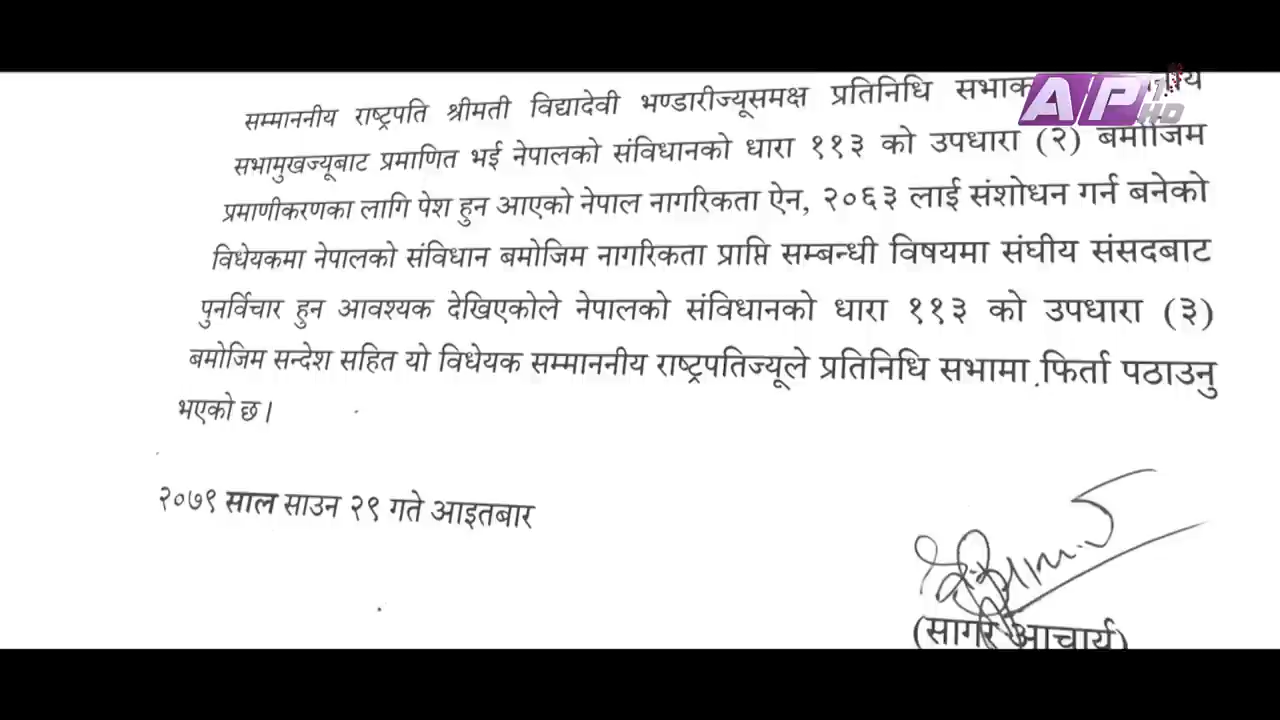 सम्माननीय राष्ट्रपति श्रीमती विद्यादेवी भण्डारीज्यूसमक्ष प्रतिनिधि
AP1 HD
सभामुखज्यूबाट प्रमाणित भई नेपालको संविधानको धारा ११३ को उपधारा (२) बमोजिम
प्रमाणीकरणका लागि पेश हुन आएको नेपाल नागरिकता ऐन, २०६३ लाई संशोधन गर्न बनेको
विधेयकमा नेपालको संविधान बमोजिम नागरिकता प्राप्ति सम्बन्धी विषयमा संघीय संसदबाट
पुनर्विचार हुन आवश्यक देखिएकोले नेपालको संविधानको धारा ११३ को उपधारा (३)
बमोजिम सन्देश सहित यो विधेयक सम्माननीय राष्ट्रपतिज्यूले प्रतिनिधि सभामा फिर्ता पठाउनु
भएको छ।
२०७९ साल साउन २९ गते आइतबार
(सागर आचार्य)